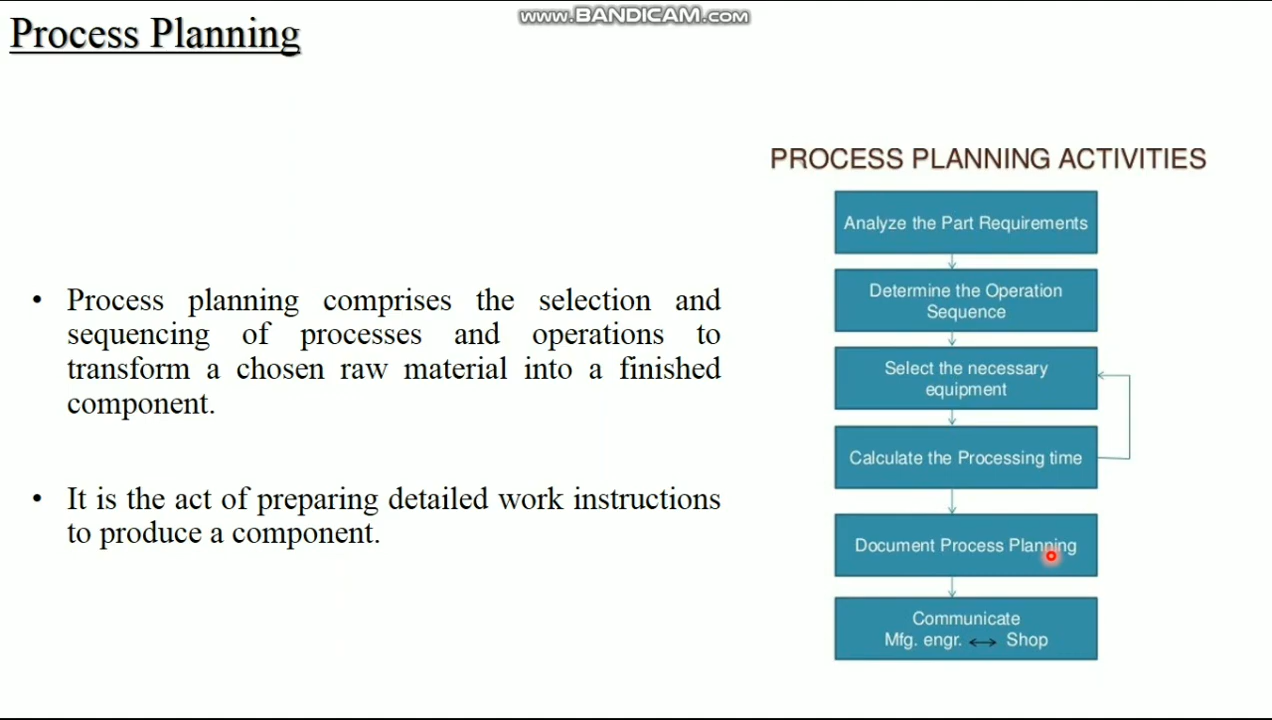 www.BANDICAM.com
Process Planning
• Process planning comprises the selection and
sequencing of processes and operations to
transform a chosen raw material into a finished
component.
• It is the act of preparing detailed work instructions
to produce a component.
PROCESS PLANNING ACTIVITIES
Analyze the Part Requirements
Determine the Operation
Sequence
Select the necessary
equipment
Calculate the Processing time
Document Process Planning
Communicate
Mfg. engr. ↔ Shop